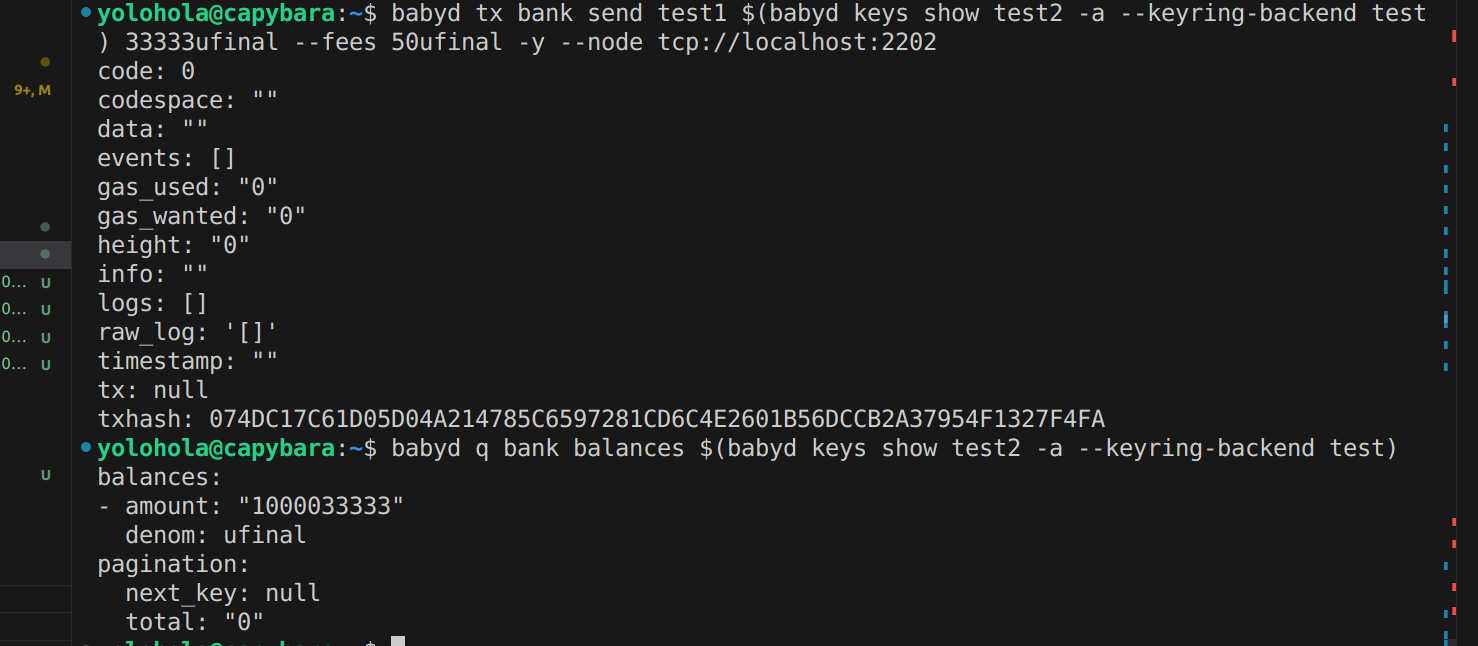 yolohola@capybara:~$ babyd tx bank send test1 $(babyd keys show test2 -a --keyring-backend test
) 33333ufinal --fees 50ufinal -y --node tcp://localhost:2202
code: 0
9+, M
codespace: ""
data: ""
events: []
gas_used: "0"
gas_wanted: "0"
height: "0"
info: ""
0... U
logs: []
0... U
raw_log: '[]'
0... U
timestamp: ""
0... U
tx: null
txhash: 074DC17C61D05D04A214785C6597281CD6C4E2601B56DCCB2A37954F1327F4FA
yolohola@capybara:~$ babyd q bank balances $(babyd keys show test2 -a --keyring-backend test)
balances:
U
- amount: "1000033333"
denom: ufinal
pagination:
next_key: null
total: "0"